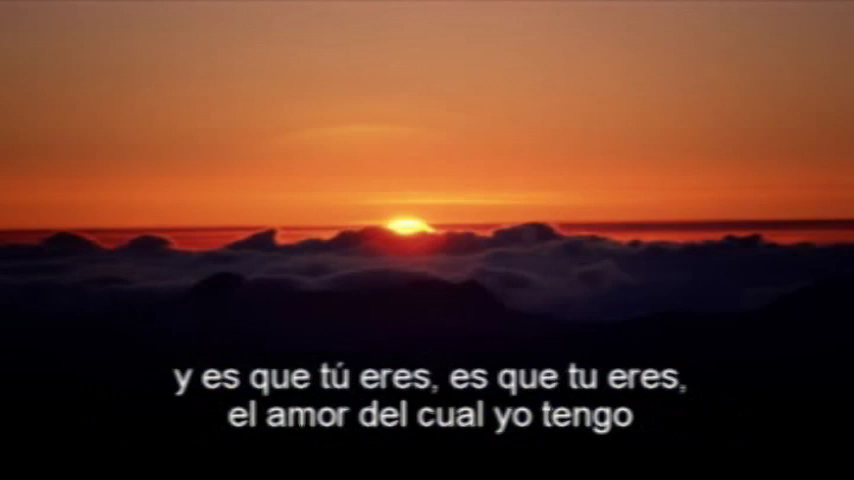 y es que tú eres, es que tu eres,
el amor del cual yo tengo